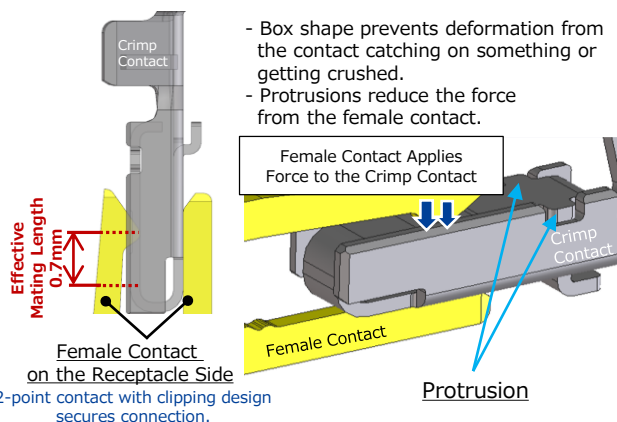 Crimp
Contact
- Box shape prevents deformation from
the contact catching on something or
getting crushed.
- Protrusions reduce the force
from the female contact.
Female Contact Applies
Force to the Crimp Contact
Effective
Mating Length
0.7mm
Crimp
Contact
Female Contact
Female Contact
on the Receptacle Side
2-point contact with clipping design
secures connection.
Protrusion